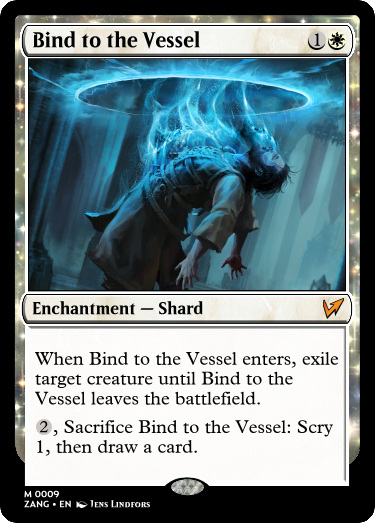 Bind to the Vessel 1
Enchantment — Shard
When Bind to the Vessel enters, exile
target creature until Bind to the
Vessel leaves the battlefield.
2, Sacrifice Bind to the Vessel: Scry
1, then draw a card.
M 0009
ZANG • EN Jens Lindfors